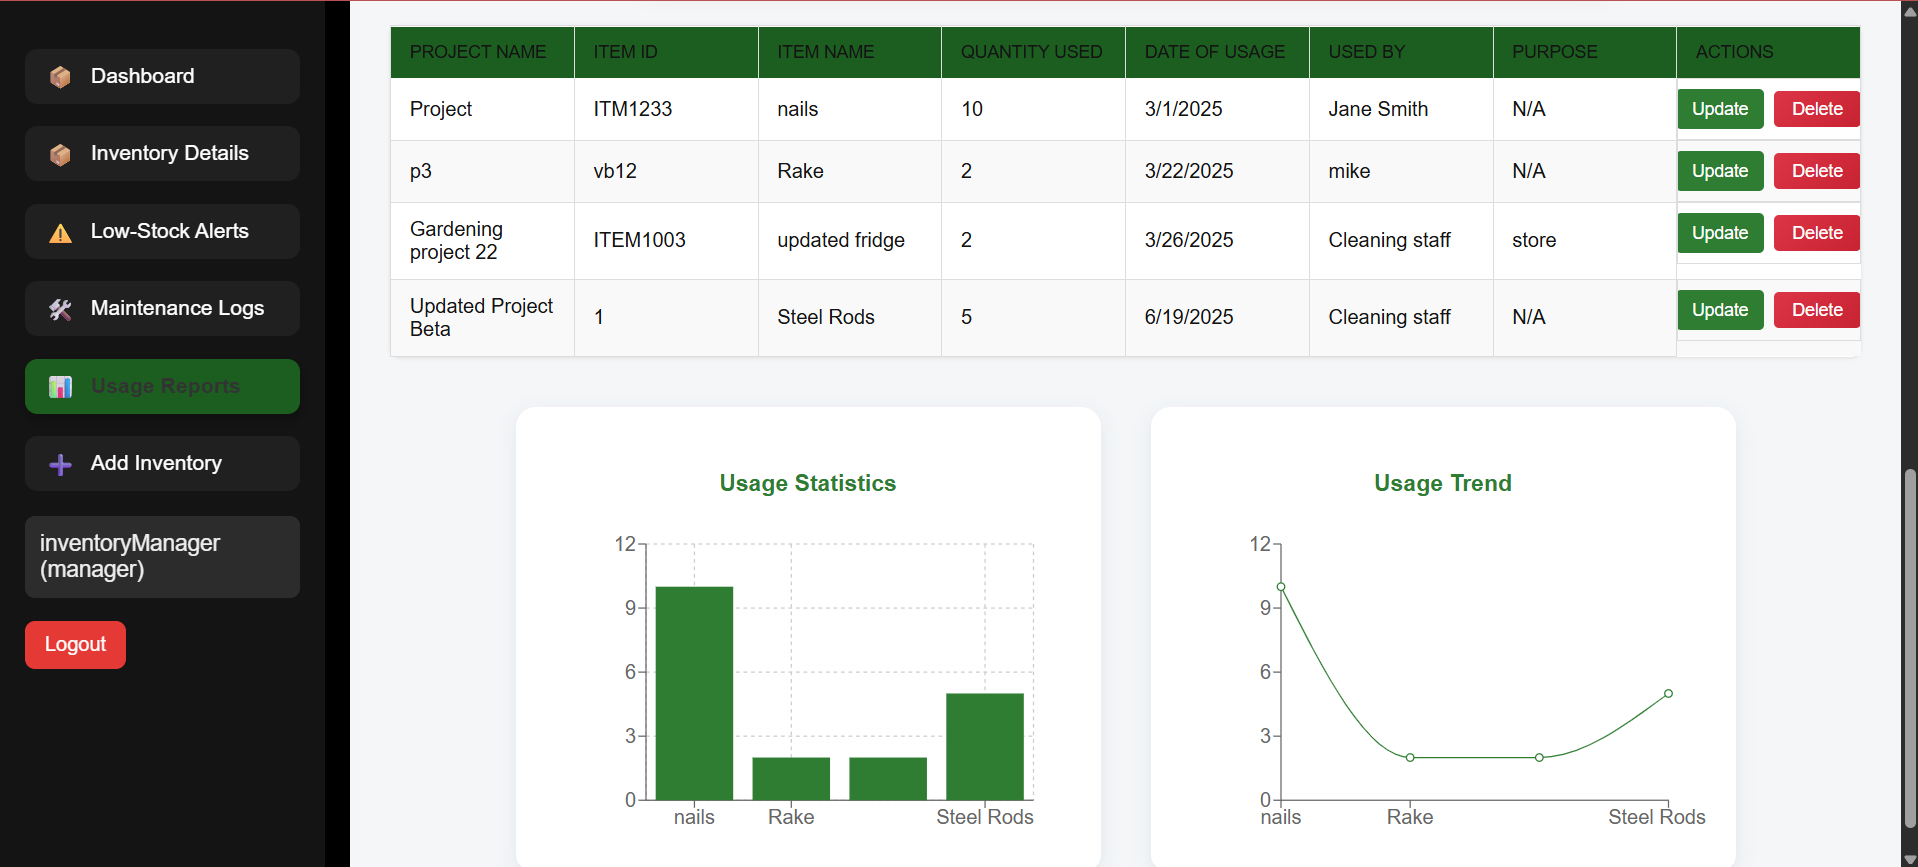 Dashboard
Inventory Details
Low-Stock Alerts
Maintenance Logs
Usage Reports
Add Inventory
inventoryManager
(manager)
Logout
PROJECT NAME ITEM ID ITEM NAME QUANTITY USED DATE OF USAGE USED BY PURPOSE ACTIONS
Project ITM1233 nails 10 3/1/2025 Jane Smith N/A Update Delete
p3 vb12 Rake 2 3/22/2025 mike N/A Update Delete
Gardening
project 22 ITEM1003 updated fridge 2 3/26/2025 Cleaning staff store Update Delete
Updated Project
Beta 1 Steel Rods 5 6/19/2025 Cleaning staff N/A Update Delete
Usage Statistics
12
9
6
3
0
nails Rake Steel Rods
Usage Trend
12
9
6
3
0
nails Rake Steel Rods